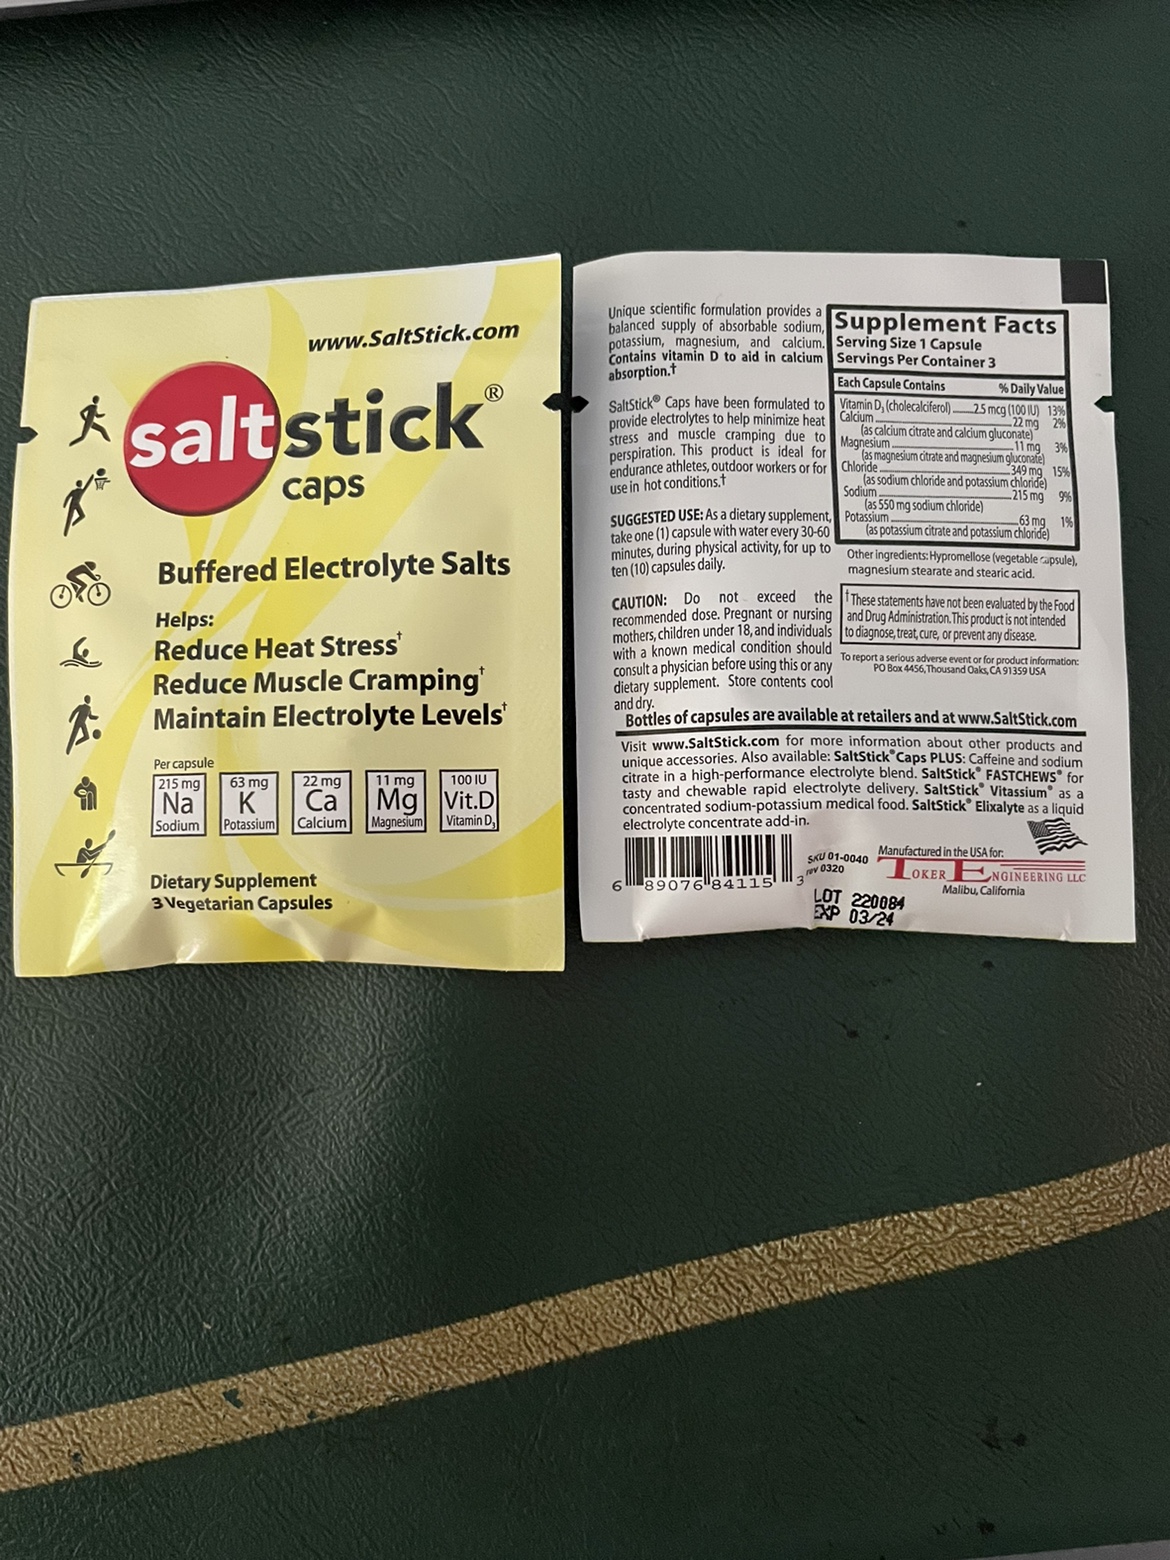 www.SaltStick.com
saltstick®
caps
Buffered Electrolyte Salts
Helps:
Reduce Heat Stress†
Reduce Muscle Cramping†
Maintain Electrolyte Levels†
Per capsule
215 mg
Na
Sodium
63 mg
K
Potassium
22 mg
Ca
Calcium
11 mg
Mg
Magnesium
100 IU
Vit.D
Vitamin D₃
Dietary Supplement
3 Vegetarian Capsules
Unique scientific formulation provides a
balanced supply of absorbable sodium,
potassium, magnesium, and calcium.
Contains vitamin D to aid in calcium
absorption.†
SaltStick® Caps have been formulated to
provide electrolytes to help minimize heat
stress and muscle cramping due to
perspiration. This product is ideal for
endurance athletes, outdoor workers or for
use in hot conditions.†
SUGGESTED USE: As a dietary supplement,
take one (1) capsule with water every 30-60
minutes, during physical activity, for up to
ten (10) capsules daily.
CAUTION: Do not exceed the
recommended dose. Pregnant or nursing
mothers, children under 18, and individuals
with a known medical condition should
consult a physician before using this or any
dietary supplement. Store contents cool
and dry.
Supplement Facts
Serving Size 1 Capsule
Servings Per Container 3
Each Capsule Contains % Daily Value
Vitamin D₃ (cholecalciferol) 2.5 mcg (100 IU) 13%
Calcium 22 mg 2%
(as calcium citrate and calcium gluconate)
Magnesium 11 mg 3%
(as magnesium citrate and magnesium gluconate)
Chloride 349 mg 15%
(as sodium chloride and potassium chloride)
Sodium 215 mg 9%
(as 550 mg sodium chloride)
Potassium 63 mg 1%
(as potassium citrate and potassium chloride)
Other ingredients: Hypromellose (vegetable capsule),
magnesium stearate and stearic acid.
†These statements have not been evaluated by the Food
and Drug Administration. This product is not intended
to diagnose, treat, cure, or prevent any disease.
To report a serious adverse event or for product information:
PO Box 4456, Thousand Oaks, CA 91359 USA
Bottles of capsules are available at retailers and at www.SaltStick.com
Visit www.SaltStick.com for more information about other products and
unique accessories. Also available: SaltStick® Caps PLUS: Caffeine and sodium
citrate in a high-performance electrolyte blend. SaltStick® FASTCHEWS® for
tasty and chewable rapid electrolyte delivery. SaltStick® Vitassium® as a
concentrated sodium-potassium medical food. SaltStick® Elixalyte as a liquid
electrolyte concentrate add-in.
6 89076 84115 3
SKU 01-0040
rev 0320
LOT 220084
EXP 03/24
Manufactured in the USA for:
TOKER ENGINEERING LLC
Malibu, California